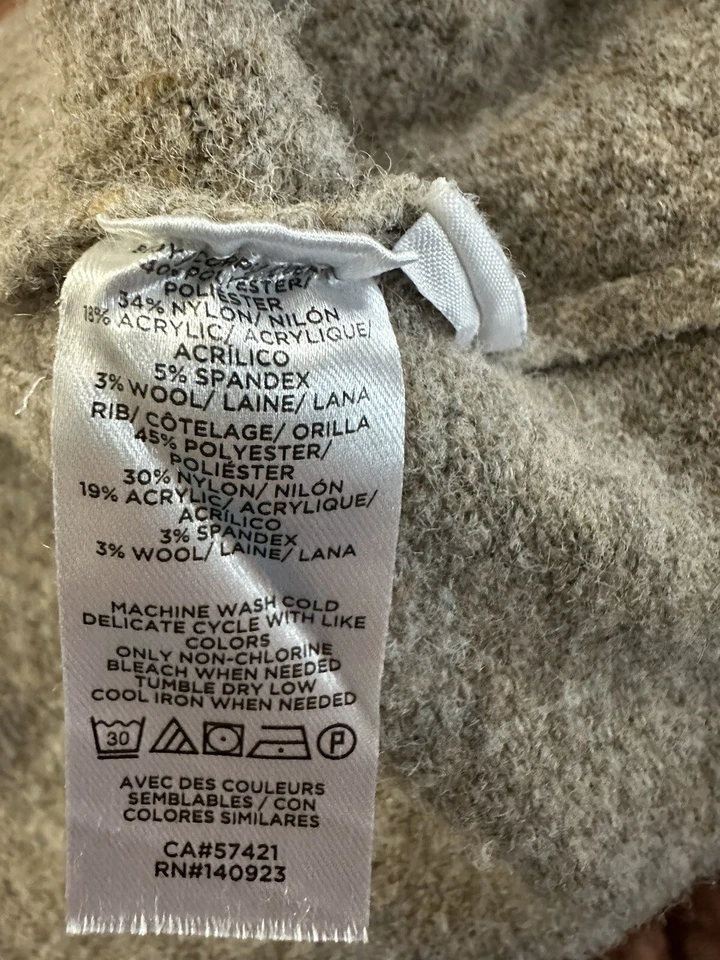 40% POLYESTER/
POLIÉSTER
34% NYLON/ NILÓN
18% ACRYLIC/ ACRYLIQUE/
ACRÍLICO
5% SPANDEX
3% WOOL/ LAINE/ LANA
RIB/ CÔTELAGE/ ORILLA
45% POLYESTER/
POLIÉSTER
30% NYLON/ NILÓN
19% ACRYLIC/ ACRYLIQUE/
ACRÍLICO
3% SPANDEX
3% WOOL/ LAINE/ LANA
MACHINE WASH COLD
DELICATE CYCLE WITH LIKE
COLORS
ONLY NON-CHLORINE
BLEACH WHEN NEEDED
TUMBLE DRY LOW
COOL IRON WHEN NEEDED
30 P
AVEC DES COULEURS
SEMBLABLES / CON
COLORES SIMILARES
CA#57421
RN#140923